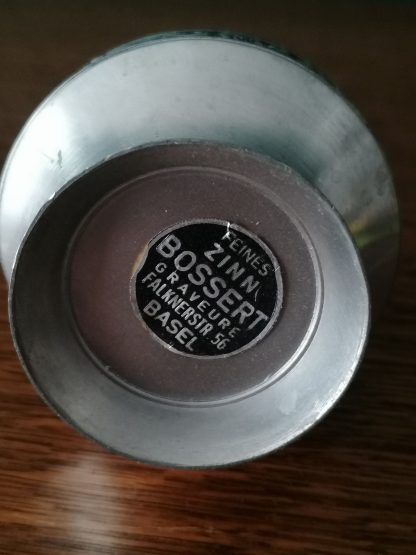 FEINES
ZINN
BOSSERT
GRAVEURE
FALKNERSTR 56
BASEL